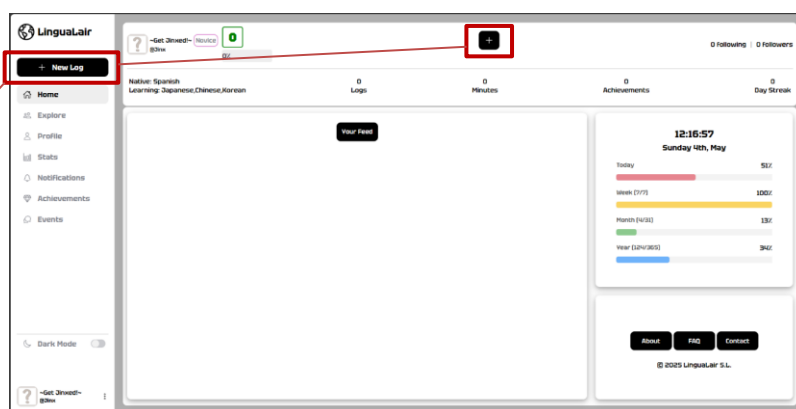 LinguaLair
+ New Log
Home
Explore
Profile
Stats
Notifications
Achievements
Events
Dark Mode
~Get Jinxed!~
@Jinx
~Get Jinxed!~ Novice 0
@Jinx
0%
+
0 Following | 0 Followers
Native: Spanish
Learning: Japanese,Chinese,Korean
0 Logs
0 Minutes
0 Achievements
0 Day Streak
Your Feed
12:16:57
Sunday 4th, May
Today 51%
Week (7/7) 100%
Month (4/31) 13%
Year (124/365) 34%
About FAQ Contact
© 2025 LinguaLair S.L.